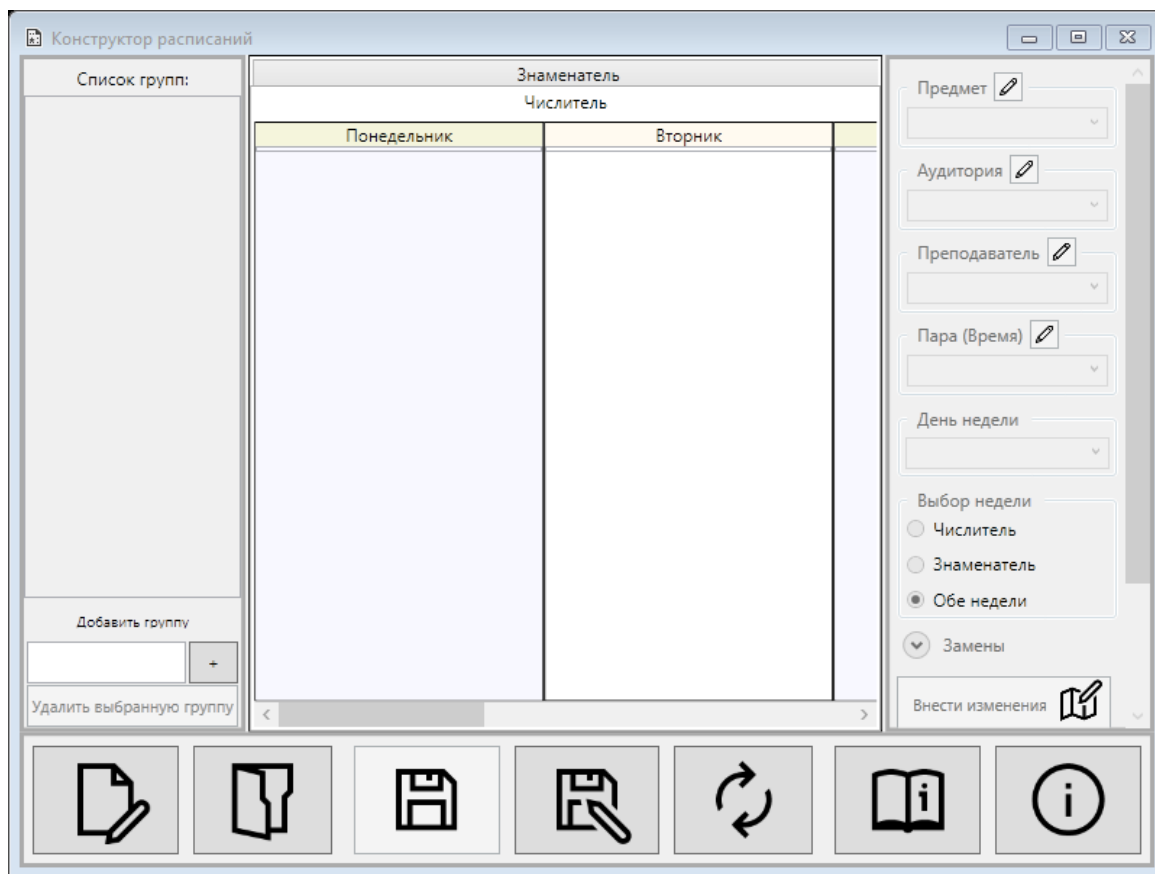 Конструктор расписаний
Список групп:
Добавить группу
+
Удалить выбранную группу
Знаменатель
Числитель
Понедельник
Вторник
Предмет
Аудитория
Преподаватель
Пара (Время)
День недели
Выбор недели
Числитель
Знаменатель
Обе недели
Замены
Внести изменения